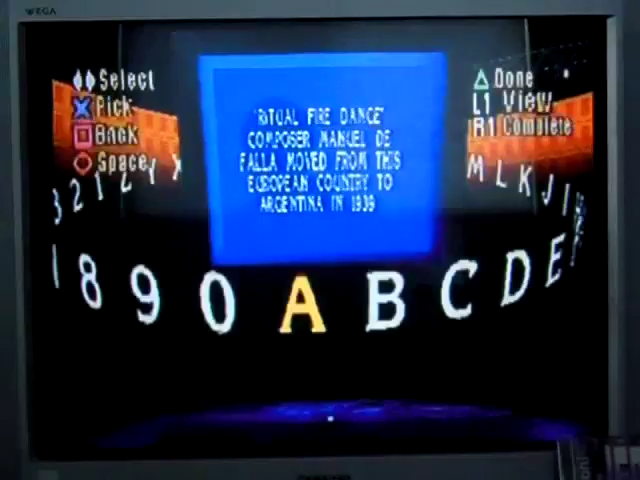 WEGA
Select
Pick
Back
Space
Done
L1 View
R1 Complete
'RITUAL FIRE DANCE'
COMPOSER MANUEL DE
FALLA MOVED FROM THIS
EUROPEAN COUNTRY TO
ARGENTINA IN 1939
3 2 1 Z Y X
M L K J I
8 9 0 A B C D E